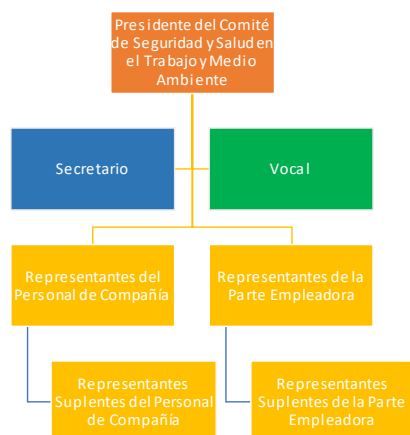 Presidente del Comité
de Seguridad y Salud en
el Trabajo y Medio
Ambiente
Secretario
Vocal
Representantes del
Personal de Compañía
Representantes de la
Parte Empleadora
Representantes
Suplentes del Personal
de Compañía
Representantes
Suplentes de la Parte
Empleadora